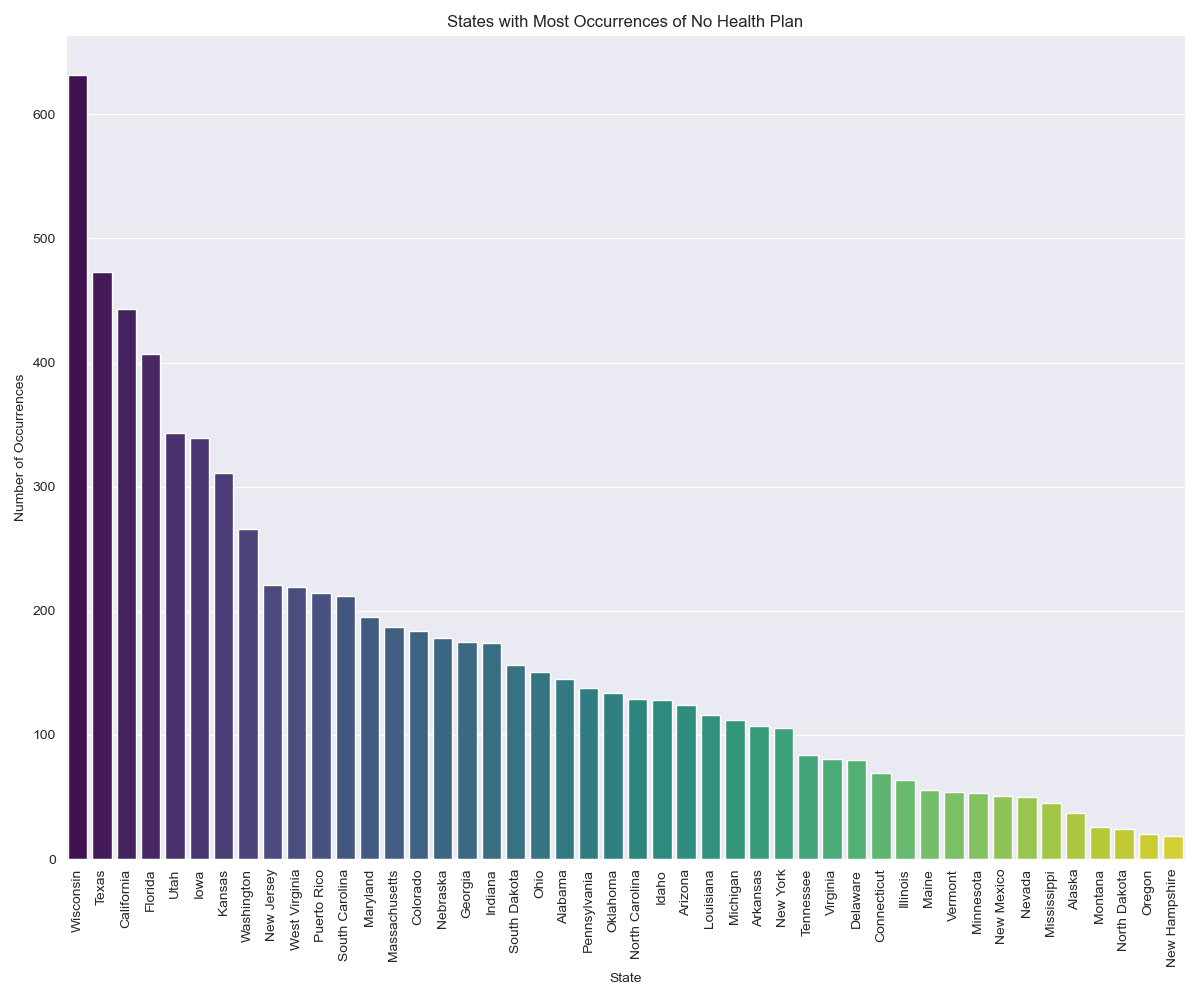 States with Most Occurrences of No Health Plan
Number of Occurrences
600
500
400
300
200
100
0
Wisconsin
Texas
California
Florida
Utah
Iowa
Kansas
Washington
New Jersey
West Virginia
Puerto Rico
South Carolina
Maryland
Massachusetts
Colorado
Nebraska
Georgia
Indiana
South Dakota
Ohio
Alabama
Pennsylvania
Oklahoma
North Carolina
Idaho
Arizona
Louisiana
Michigan
Arkansas
New York
Tennessee
Virginia
Delaware
Connecticut
Illinois
Maine
Vermont
Minnesota
New Mexico
Nevada
Mississippi
Alaska
Montana
North Dakota
Oregon
New Hampshire
State